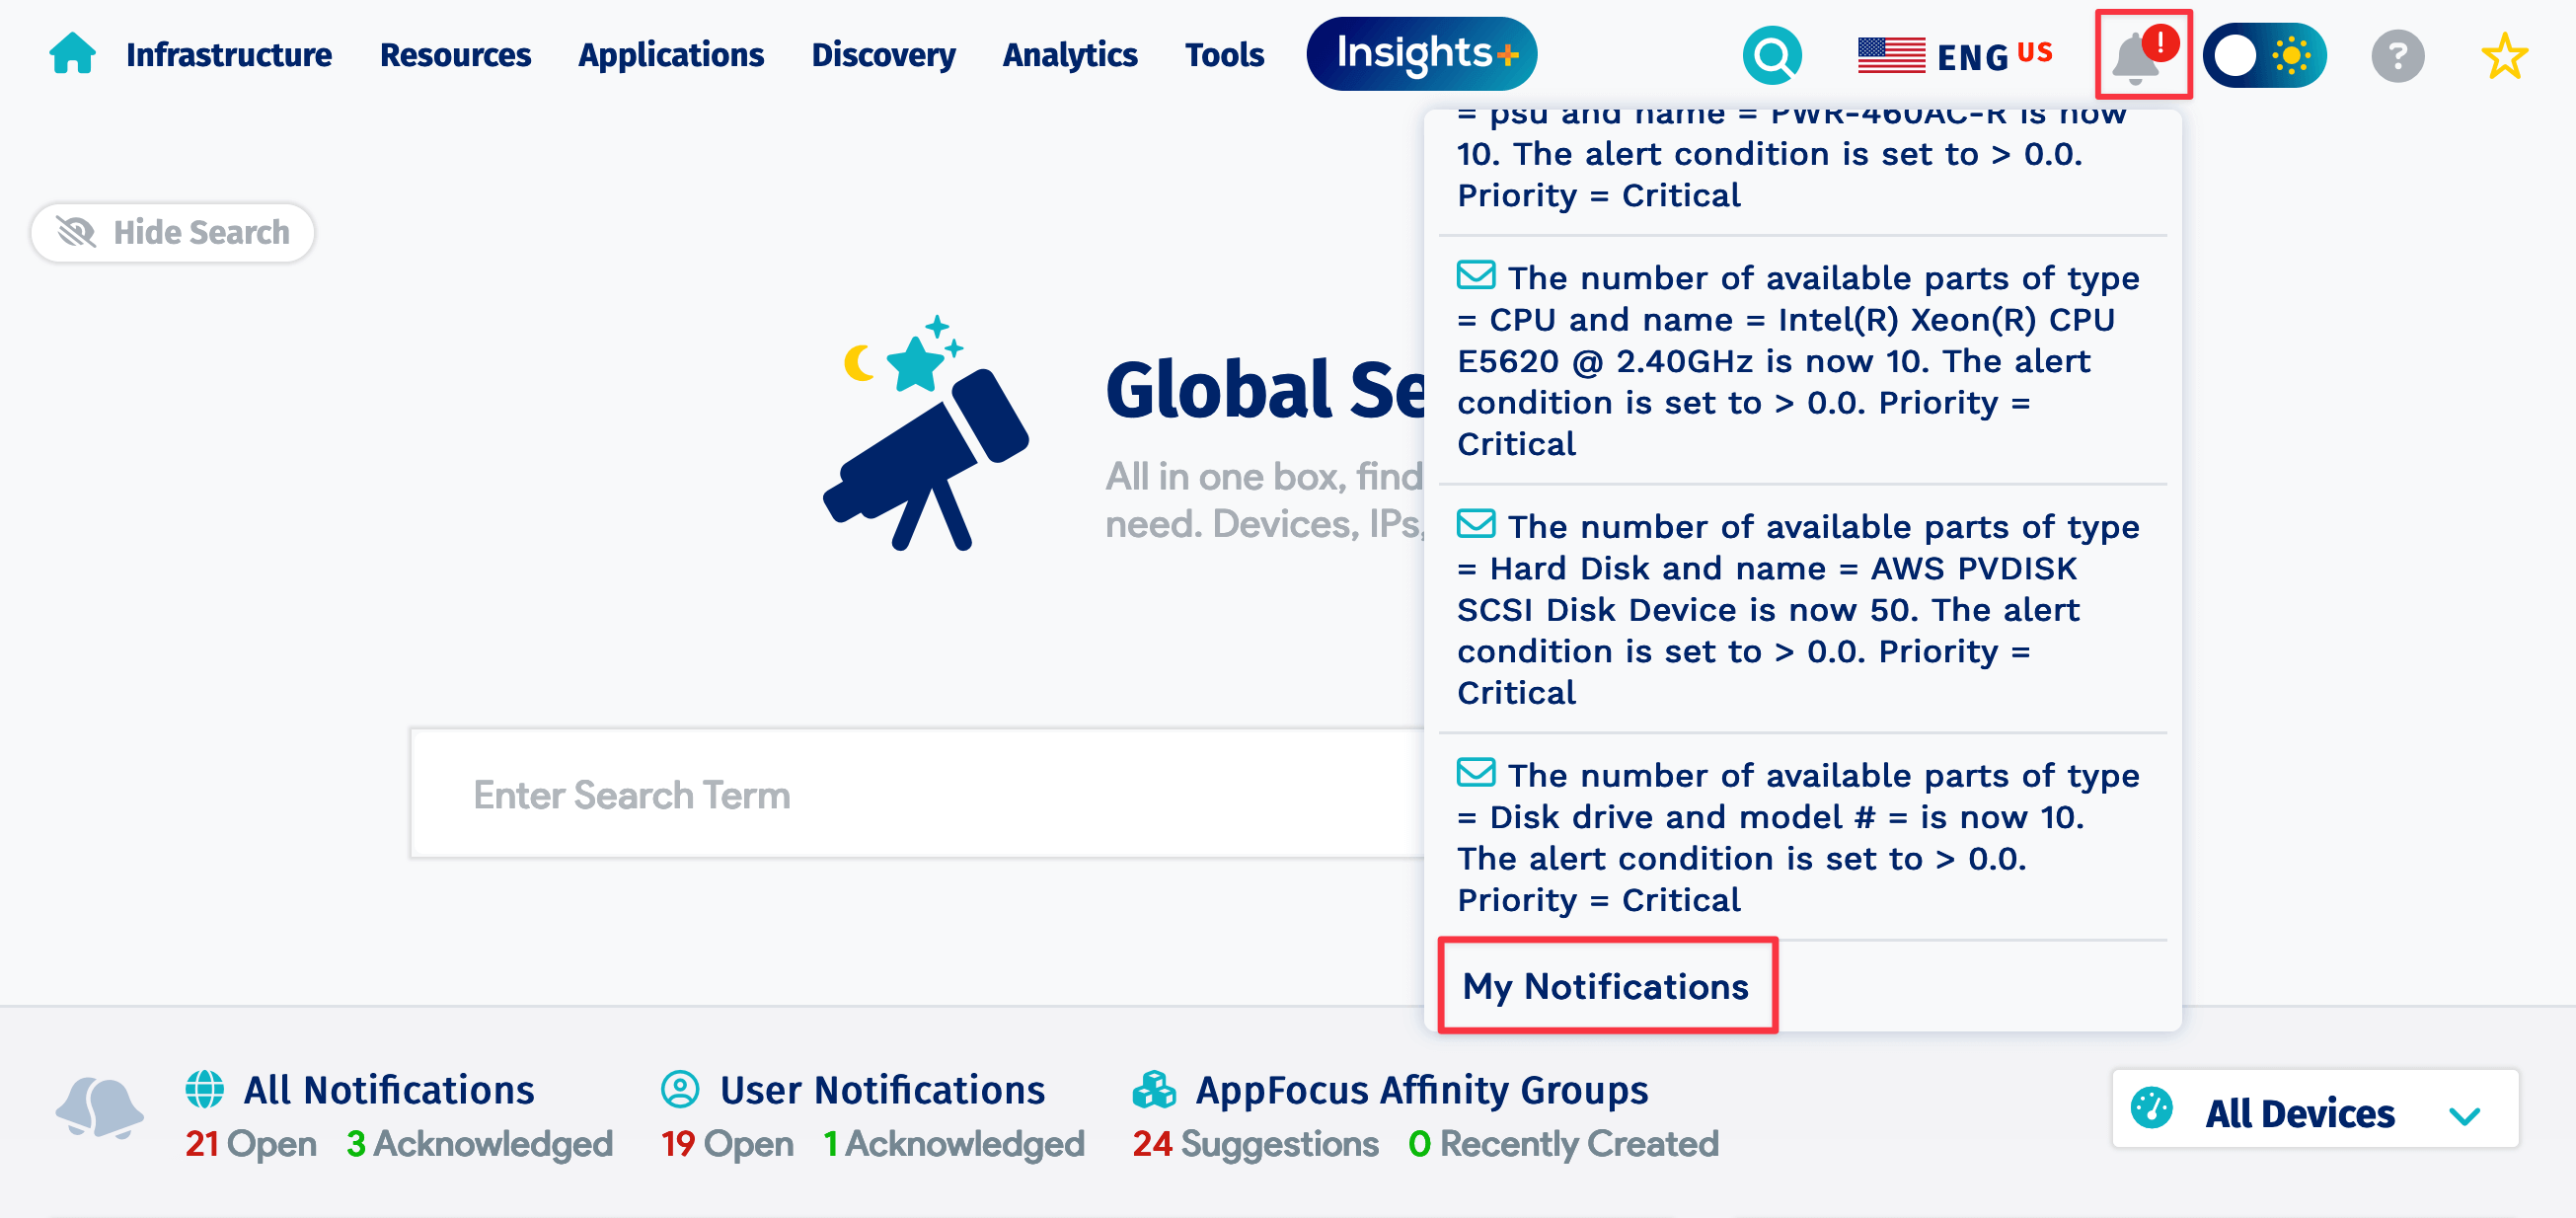 Infrastructure Resources Applications Discovery Analytics Tools Insights+ ENG US ! ?
Hide Search
Global Se
All in one box, find
need. Devices, IPs,
Enter Search Term
= psu and name = PWR-460AC-R is now
10. The alert condition is set to > 0.0.
Priority = Critical
The number of available parts of type
= CPU and name = Intel(R) Xeon(R) CPU
E5620 @ 2.40GHz is now 10. The alert
condition is set to > 0.0. Priority =
Critical
The number of available parts of type
= Hard Disk and name = AWS PVDISK
SCSI Disk Device is now 50. The alert
condition is set to > 0.0. Priority =
Critical
The number of available parts of type
= Disk drive and model # = is now 10.
The alert condition is set to > 0.0.
Priority = Critical
My Notifications
All Notifications
21 Open 3 Acknowledged
User Notifications
19 Open 1 Acknowledged
AppFocus Affinity Groups
24 Suggestions 0 Recently Created
All Devices